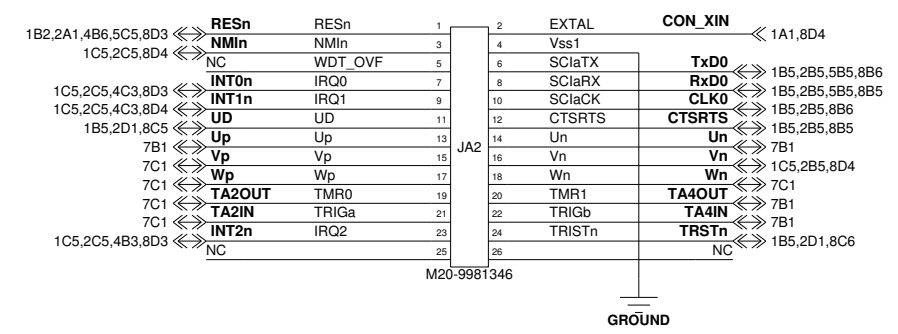 1B2,2A1,4B6,5C5,8D3 RESn RESn 1 2 EXTAL CON_XIN 1A1,8D4
1C5,2C5,8D4 NMIn NMIn 3 4 Vss1
NC WDT_OVF 5 6 SCIaTX TxD0 1B5,2B5,5B5,8B6
1C5,2C5,4C3,8D3 INT0n IRQ0 7 8 SCIaRX RxD0 1B5,2B5,5B5,8B5
1C5,2C5,4C3,8D4 INT1n IRQ1 9 10 SCIaCK CLK0 1B5,2B5,8B6
1B5,2D1,8C5 UD UD 11 12 CTSRTS CTSRTS 1B5,2B5,8B5
7B1 Up Up 13 JA2 14 Un Un 7B1
7C1 Vp Vp 15 16 Vn Vn 1C5,2B5,8D4
7C1 Wp Wp 17 18 Wn Wn 7C1
7C1 TA2OUT TMR0 19 20 TMR1 TA4OUT 7B1
7C1 TA2IN TRIGa 21 22 TRIGb TA4IN 7B1
1C5,2C5,4B3,8D3 INT2n IRQ2 23 24 TRISTn TRSTn 1B5,2D1,8C6
NC 25 26 NC
M20-9981346
GROUND